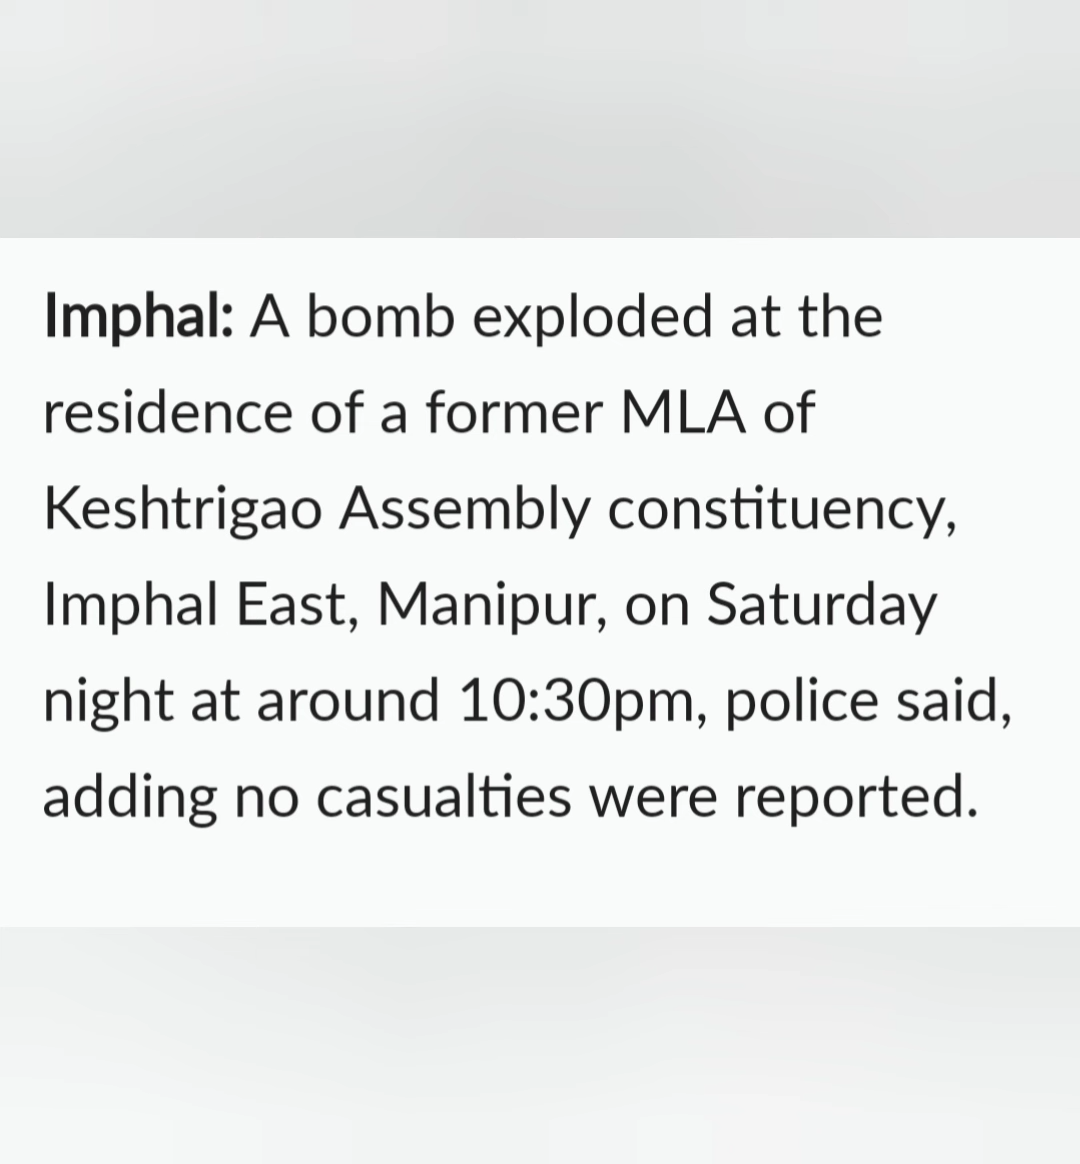 Imphal: A bomb exploded at the
residence of a former MLA of
Keshtrigao Assembly constituency,
Imphal East, Manipur, on Saturday
night at around 10:30pm, police said,
adding no casualties were reported.